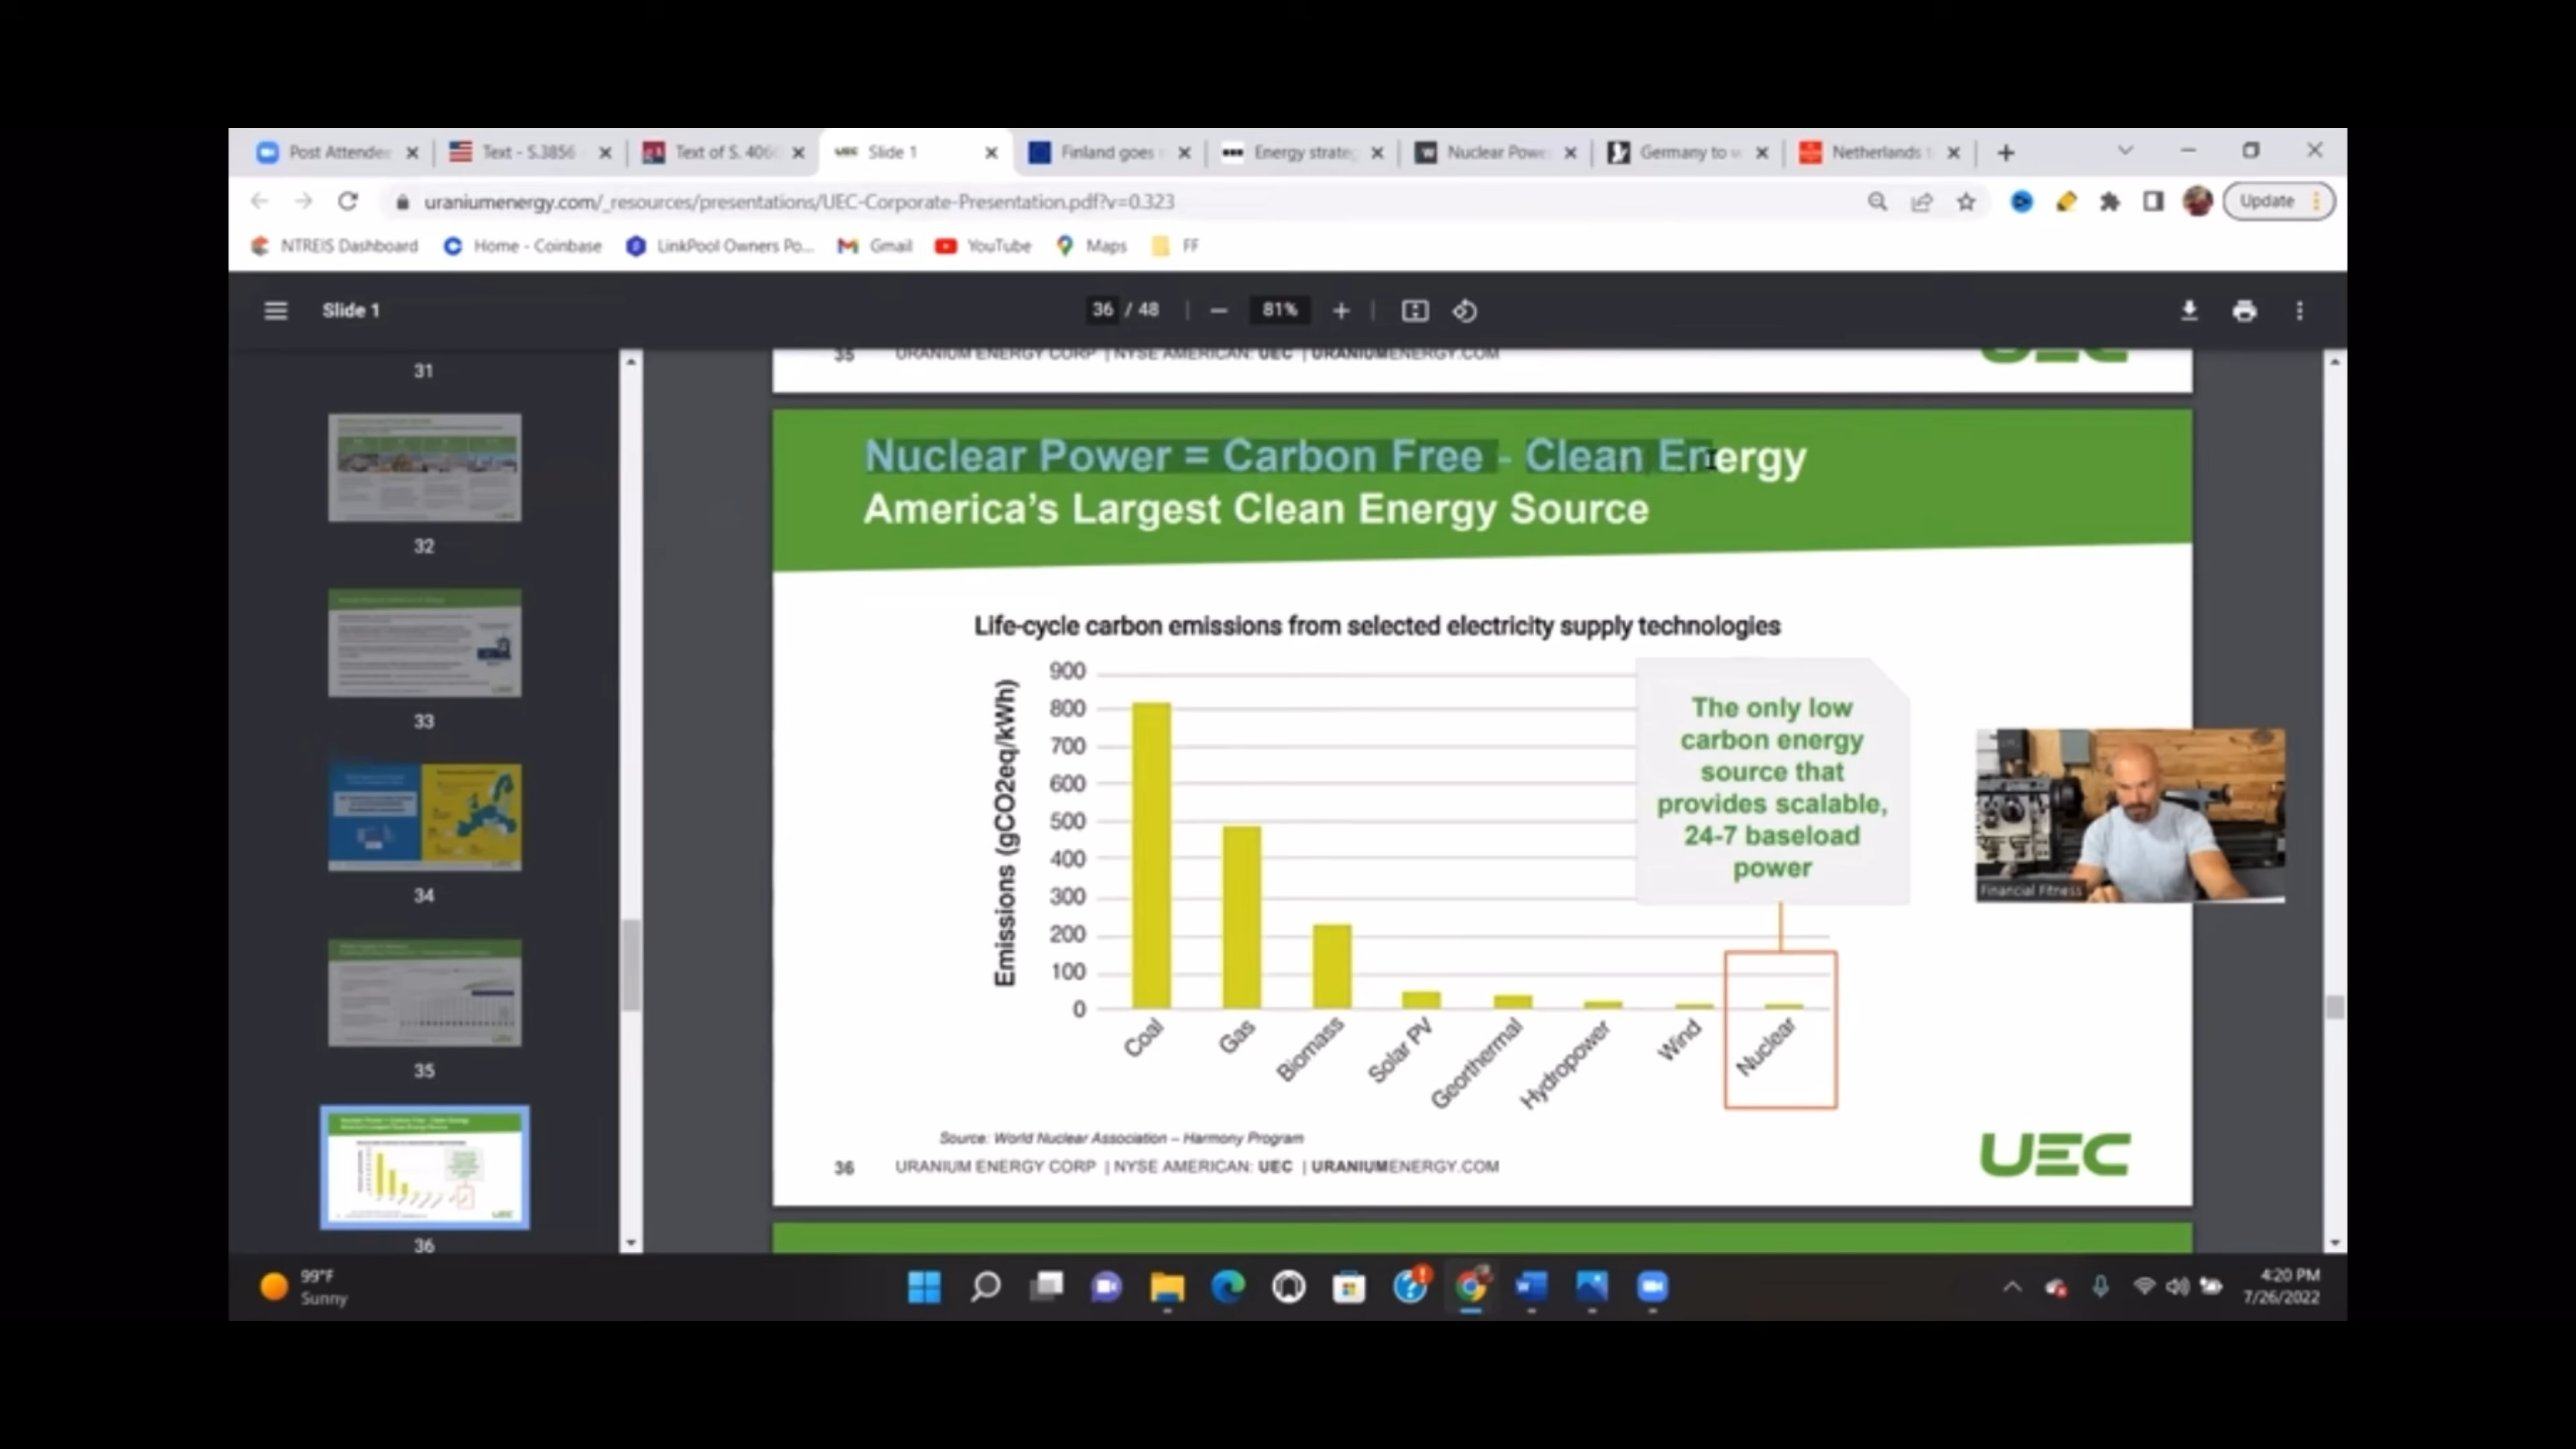 Post Attende
Text - S.3856
Text of S. 406
UEC Slide 1
Finland goes
Energy strate
Nuclear Powe
Germany to
Netherlands
uraniumenergy.com/_resources/presentations/UEC-Corporate-Presentation.pdf?v=0.323
Update
NTREIS Dashboard
Home - Coinbase
LinkPool Owners Po...
Gmail
YouTube
Maps
FF
Slide 1
36 / 48
81%
31
32
33
34
35
36
35 URANIUM ENERGY CORP | NYSE AMERICAN: UEC | URANIUMENERGY.COM
UEC
Nuclear Power = Carbon Free - Clean Energy
America's Largest Clean Energy Source
Life-cycle carbon emissions from selected electricity supply technologies
Emissions (gCO2eq/kWh)
900
800
700
600
500
400
300
200
100
0
Coal
Gas
Biomass
Solar PV
Georthermal
Hydropower
Wind
Nuclear
The only low
carbon energy
source that
provides scalable,
24-7 baseload
power
Financial Fitness
Source: World Nuclear Association – Harmony Program
36 URANIUM ENERGY CORP | NYSE AMERICAN: UEC | URANIUMENERGY.COM
UEC
99°F
Sunny
4:20 PM
7/26/2022